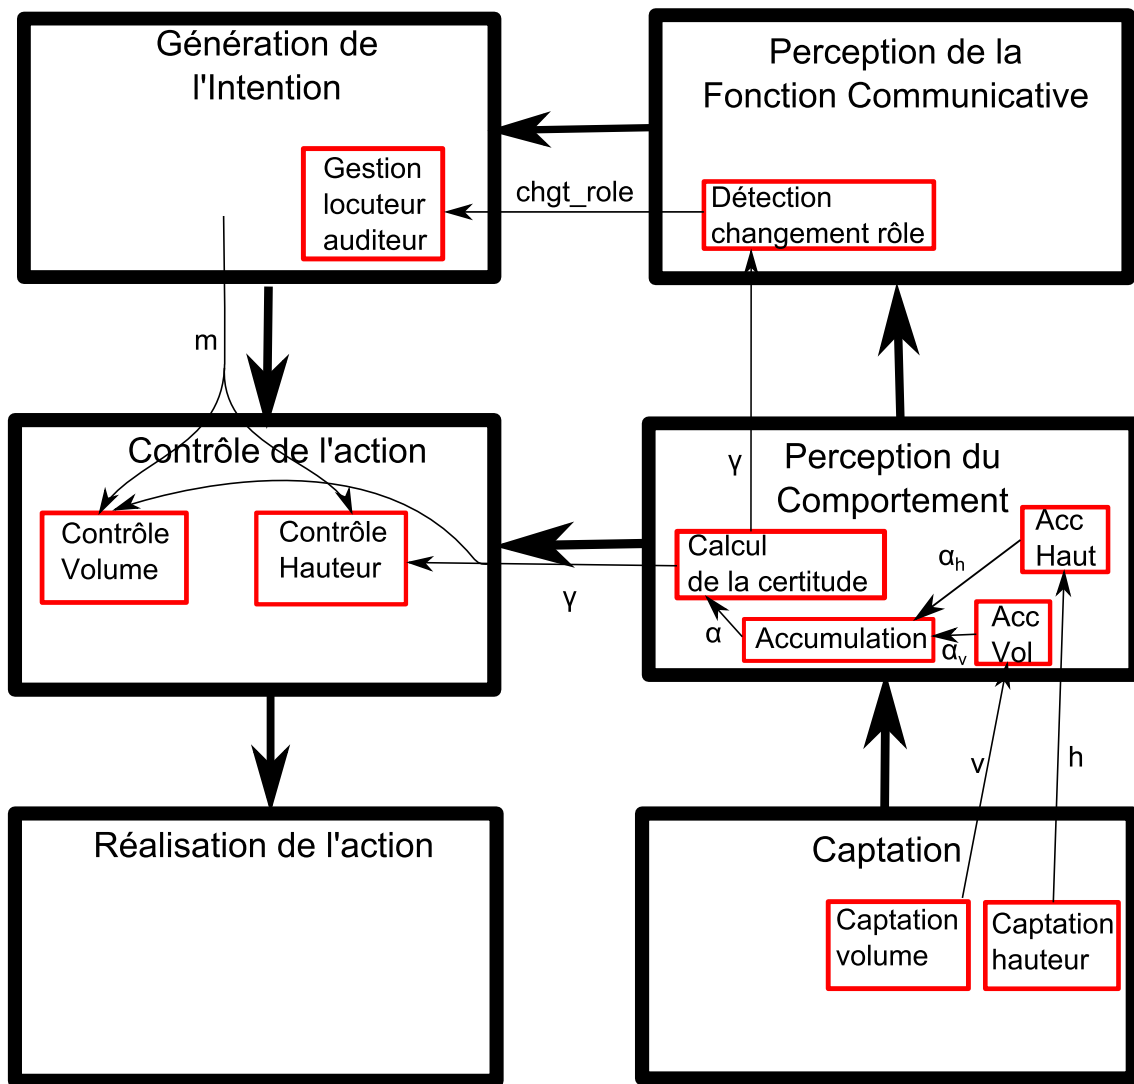 Génération de
l'Intention
Gestion
locuteur
auditeur
chgt_role
Perception de la
Fonction Communicative
Détection
changement rôle
m
Contrôle de l'action
Contrôle
Volume
Contrôle
Hauteur
γ
γ
Perception du
Comportement
Calcul
de la certitude
Acc
Haut
αh
α
Accumulation
αv
Acc
Vol
v
h
Réalisation de l'action
Captation
Captation
volume
Captation
hauteur